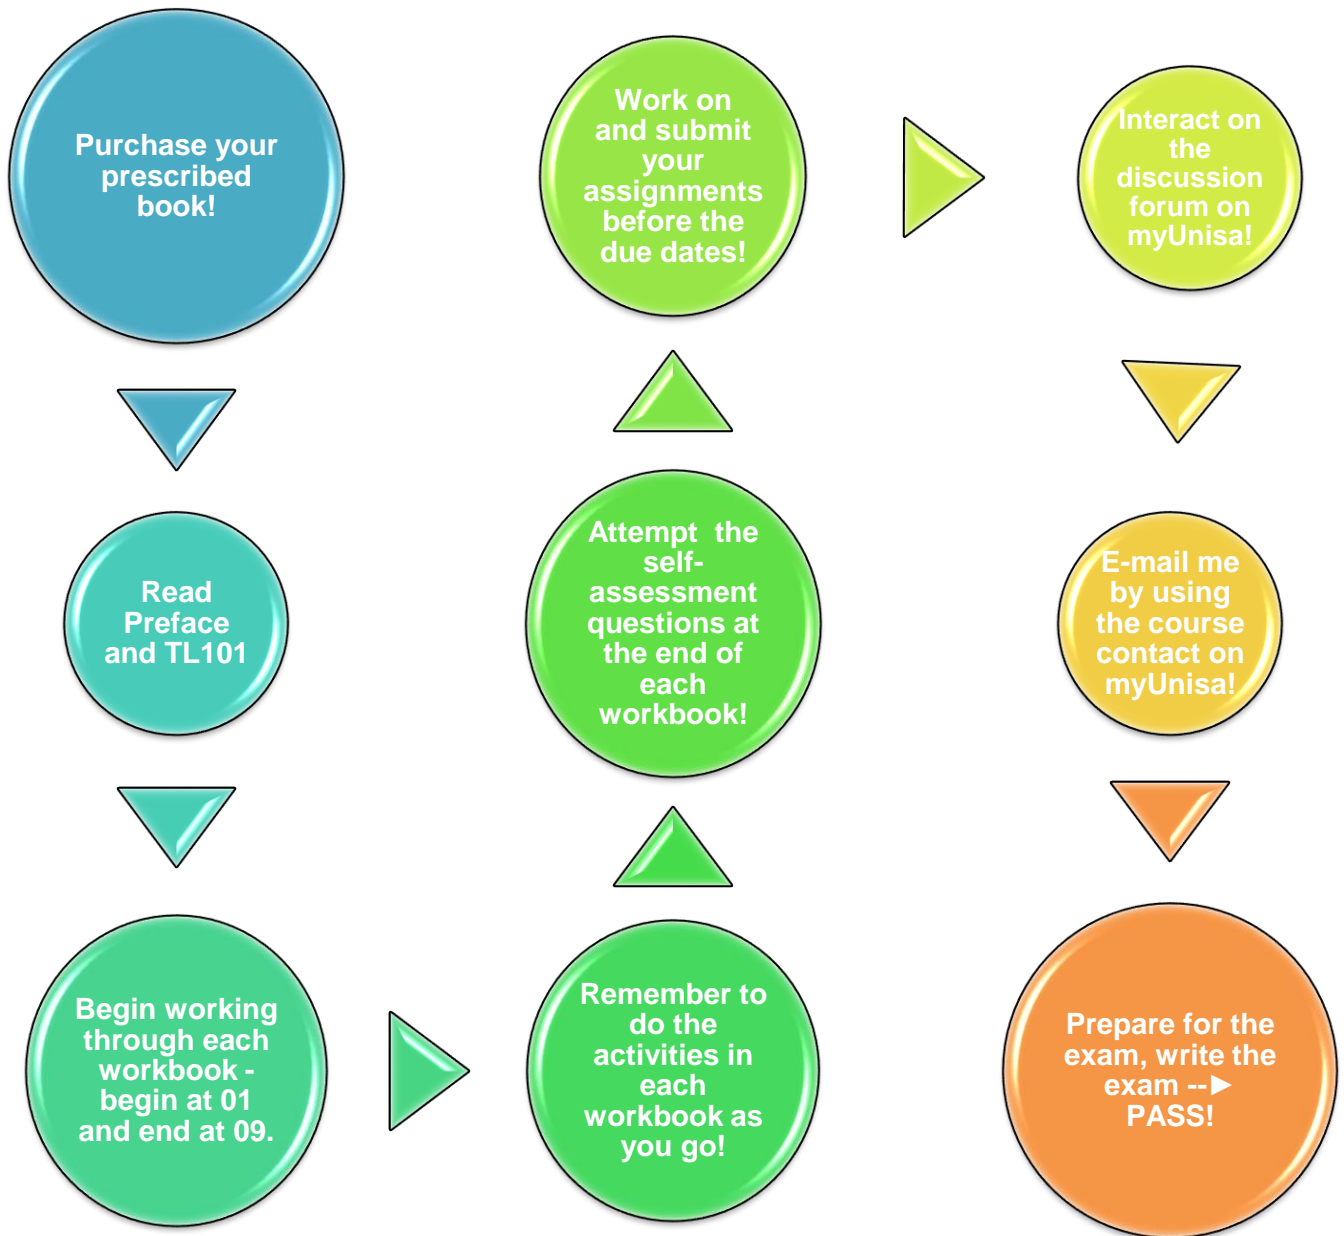 Purchase your
prescribed
book!
Read
Preface
and TL101
Begin working
through each
workbook -
begin at 01
and end at 09.
Remember to
do the
activities in
each
workbook as
you go!
Attempt  the
self-
assessment
questions at
the end of
each
workbook!
Work on
and submit
your
assignments
before the
due dates!
Interact on
the
discussion
forum on
myUnisa!
E-mail me
by using
the course
contact on
myUnisa!
Prepare for the
exam, write the
exam --►
PASS!